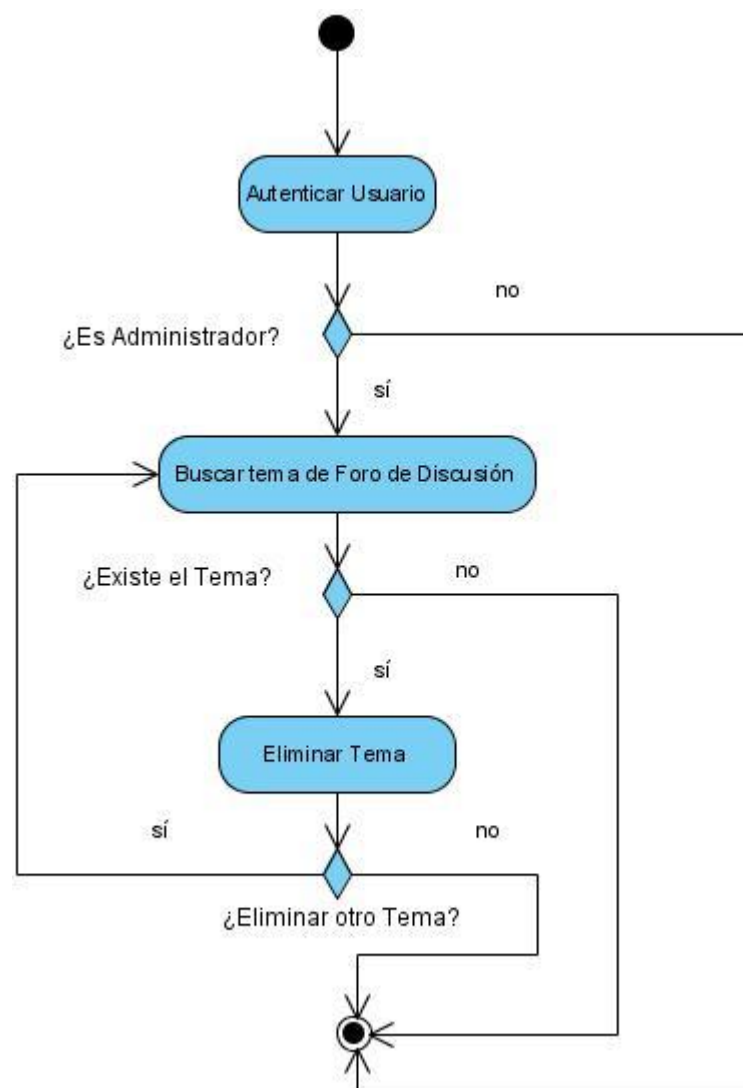 Autenticar Usuario
no
¿Es Administrador?
sí
Buscar tema de Foro de Discusión
¿Existe el Tema?
no
sí
Eliminar Tema
sí
no
¿Eliminar otro Tema?